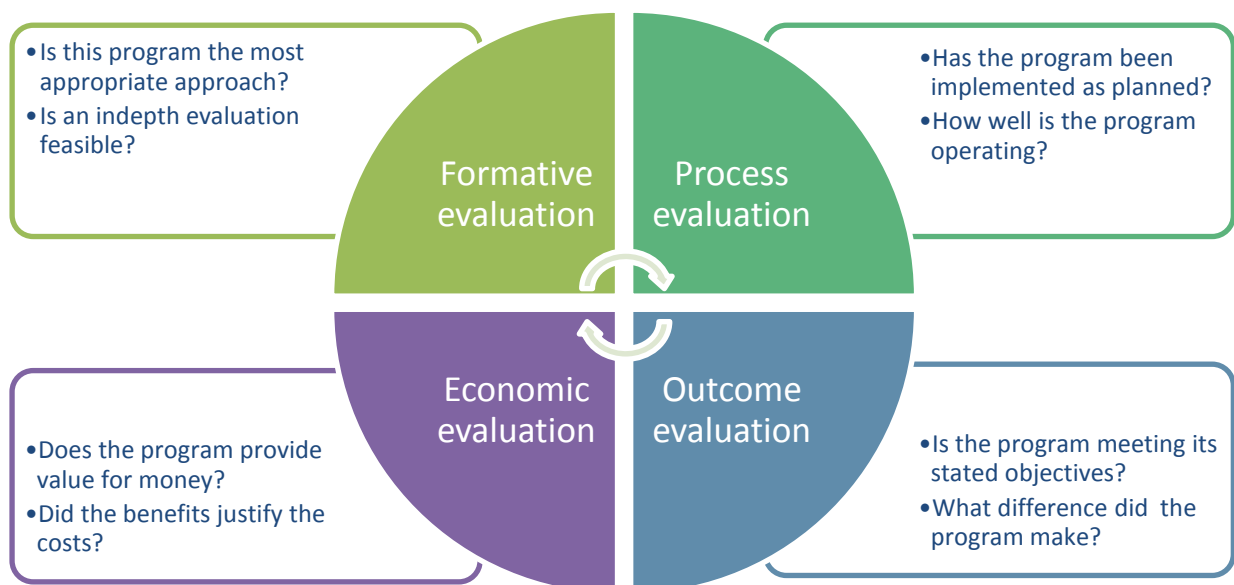 •Is this program the most
appropriate approach?
•Is an indepth evaluation
feasible?
Formative
evaluation
Process
evaluation
•Has the program been
implemented as planned?
•How well is the program
operating?
Economic
evaluation
Outcome
evaluation
•Does the program provide
value for money?
•Did the benefits justify the
costs?
•Is the program meeting its
stated objectives?
•What difference did  the
program make?